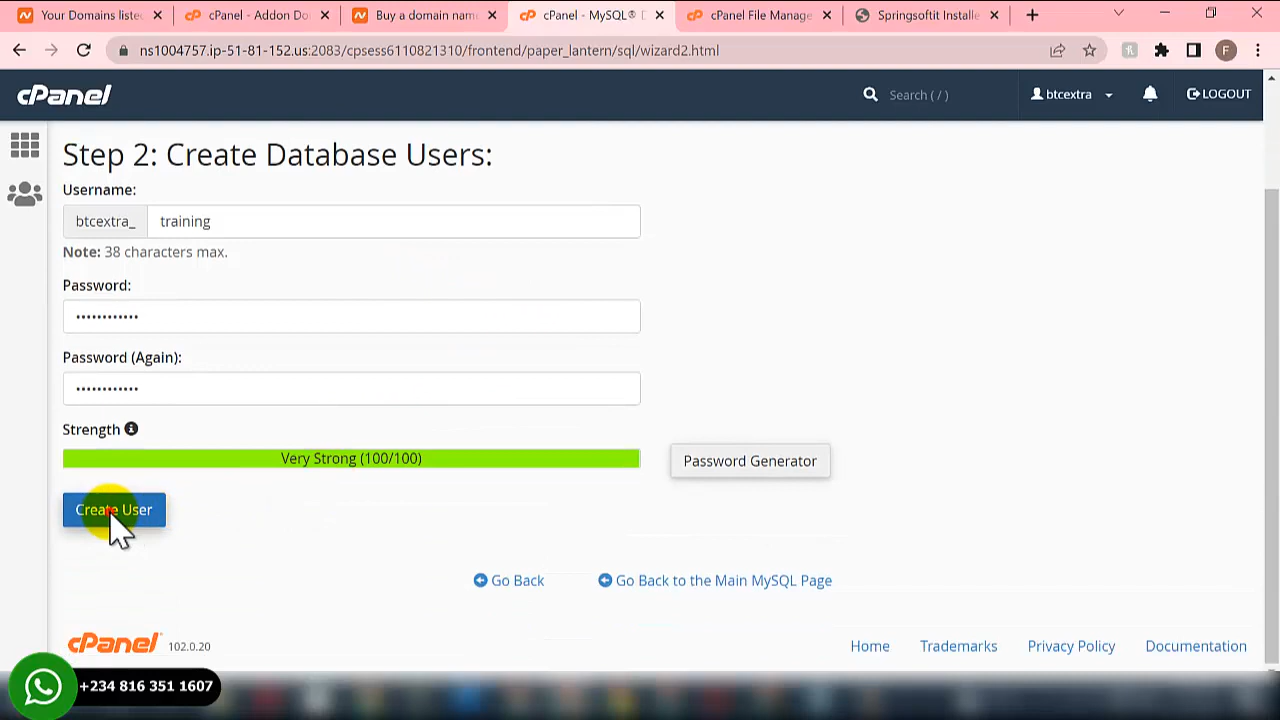 Your Domains listed
cPanel - Addon Do
Buy a domain name
cPanel - MySQL® D
cPanel File Manage
Springsoftit Installe
ns1004757.ip-51-81-152.us:2083/cpsess6110821310/frontend/paper_lantern/sql/wizard2.html
F
cPanel
Search ( / )
btcextra
LOGOUT
Step 2: Create Database Users:
Username:
btcextra_
training
Note: 38 characters max.
Password:
Password (Again):
Strength
Very Strong (100/100)
Password Generator
Create User
Go Back
Go Back to the Main MySQL Page
cPanel 102.0.20
Home
Trademarks
Privacy Policy
Documentation
+234 816 351 1607